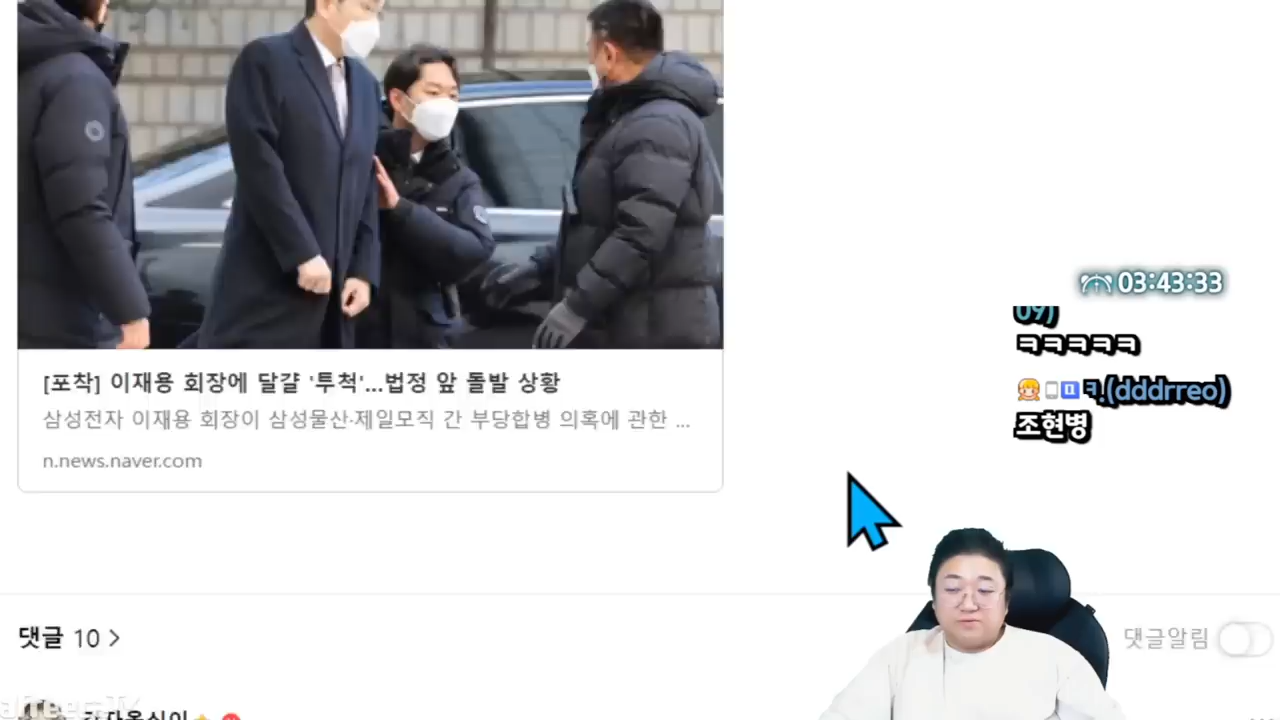 [포착] 이재용 회장에 달걀 '투척'...법정 앞 돌발 상황
삼성전자 이재용 회장이 삼성물산·제일모직 간 부당합병 의혹에 관한 ...
n.news.naver.com
03:43:33
09)
ㅋㅋㅋㅋㅋ
ㅋ.(dddrreo)
조현병
댓글 10 >
댓글알림
afreecaTV